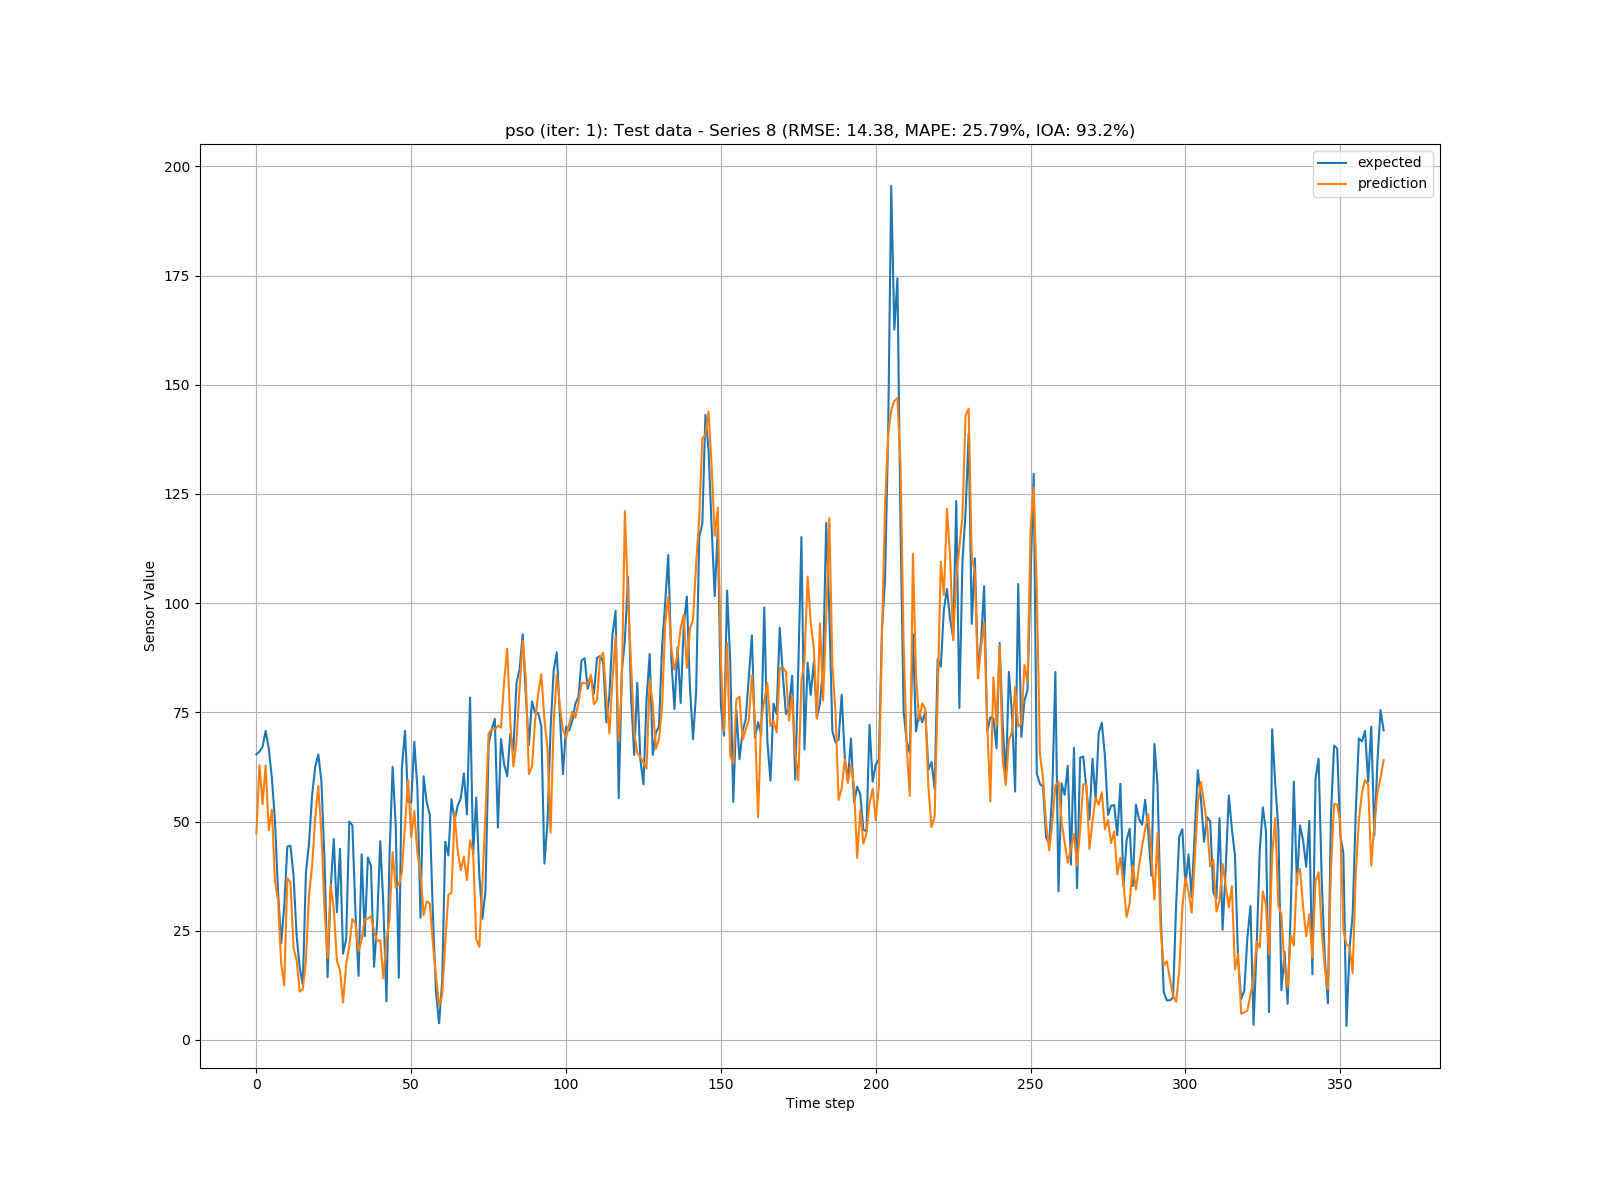 pso (iter: 1): Test data - Series 8 (RMSE: 14.38, MAPE: 25.79%, IOA: 93.2%)
expected
prediction
200
175
150
125
100
75
50
25
0
Sensor Value
0 50 100 150 200 250 300 350
Time step